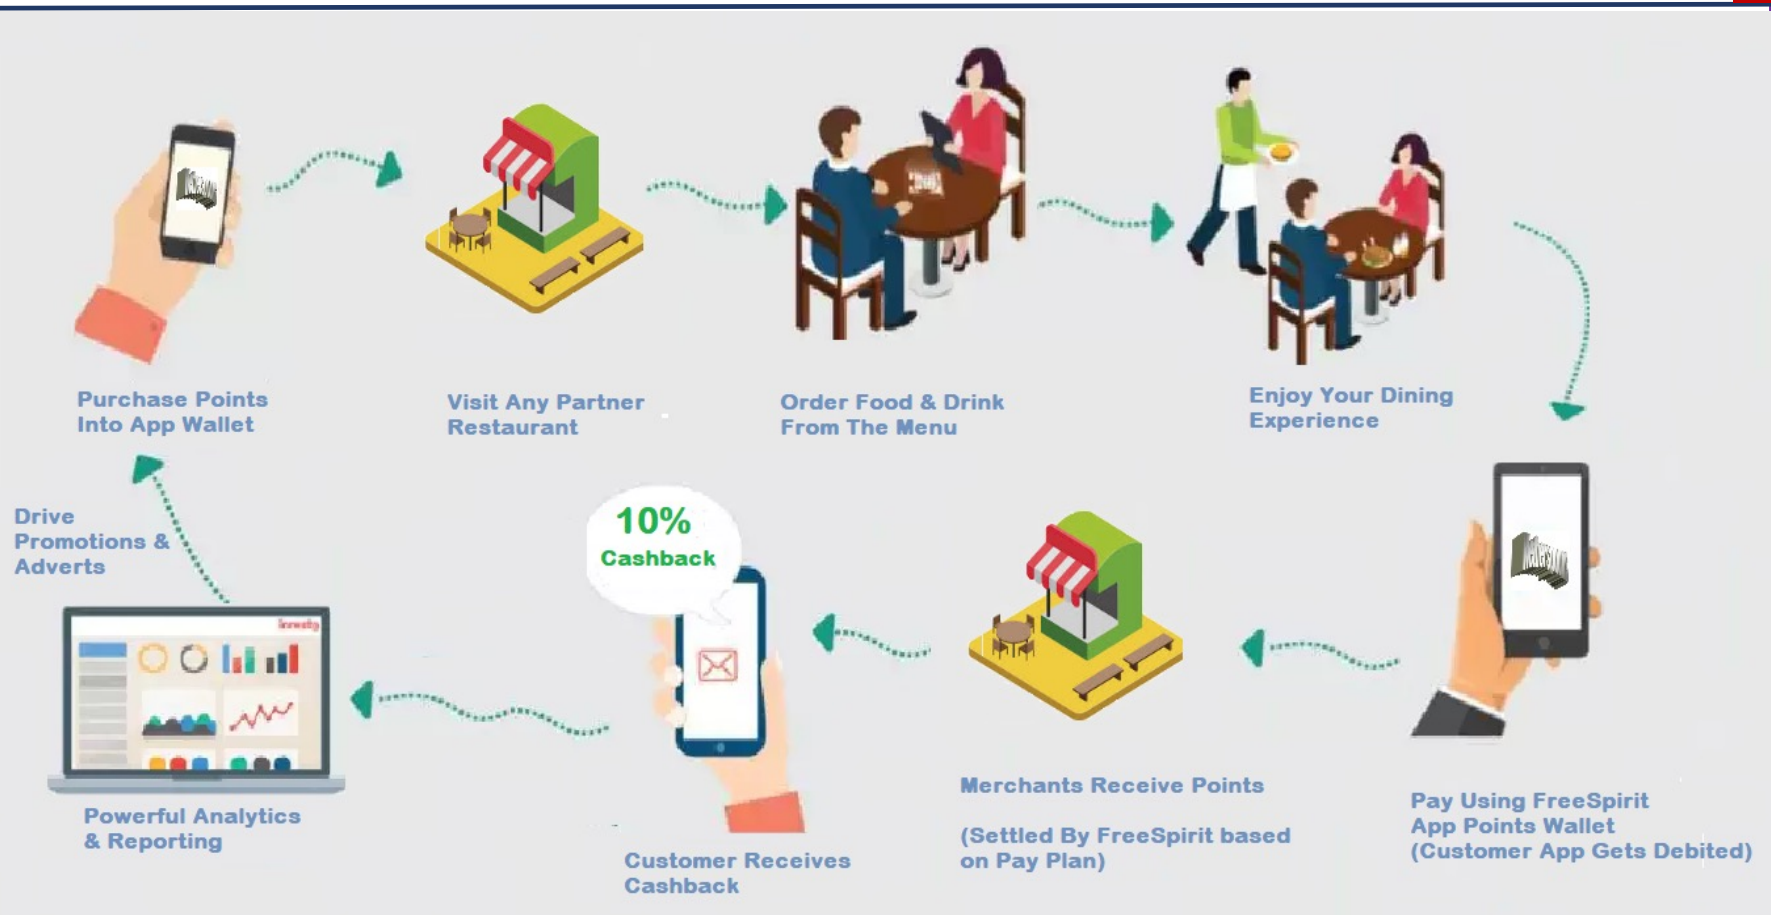 Purchase Points
Into App Wallet
Visit Any Partner
Restaurant
Order Food & Drink
From The Menu
Enjoy Your Dining
Experience
Drive
Promotions &
Adverts
10%
Cashback
Powerful Analytics
& Reporting
Customer Receives
Cashback
Merchants Receive Points
(Settled By FreeSpirit based
on Pay Plan)
Pay Using FreeSpirit
App Points Wallet
(Customer App Gets Debited)